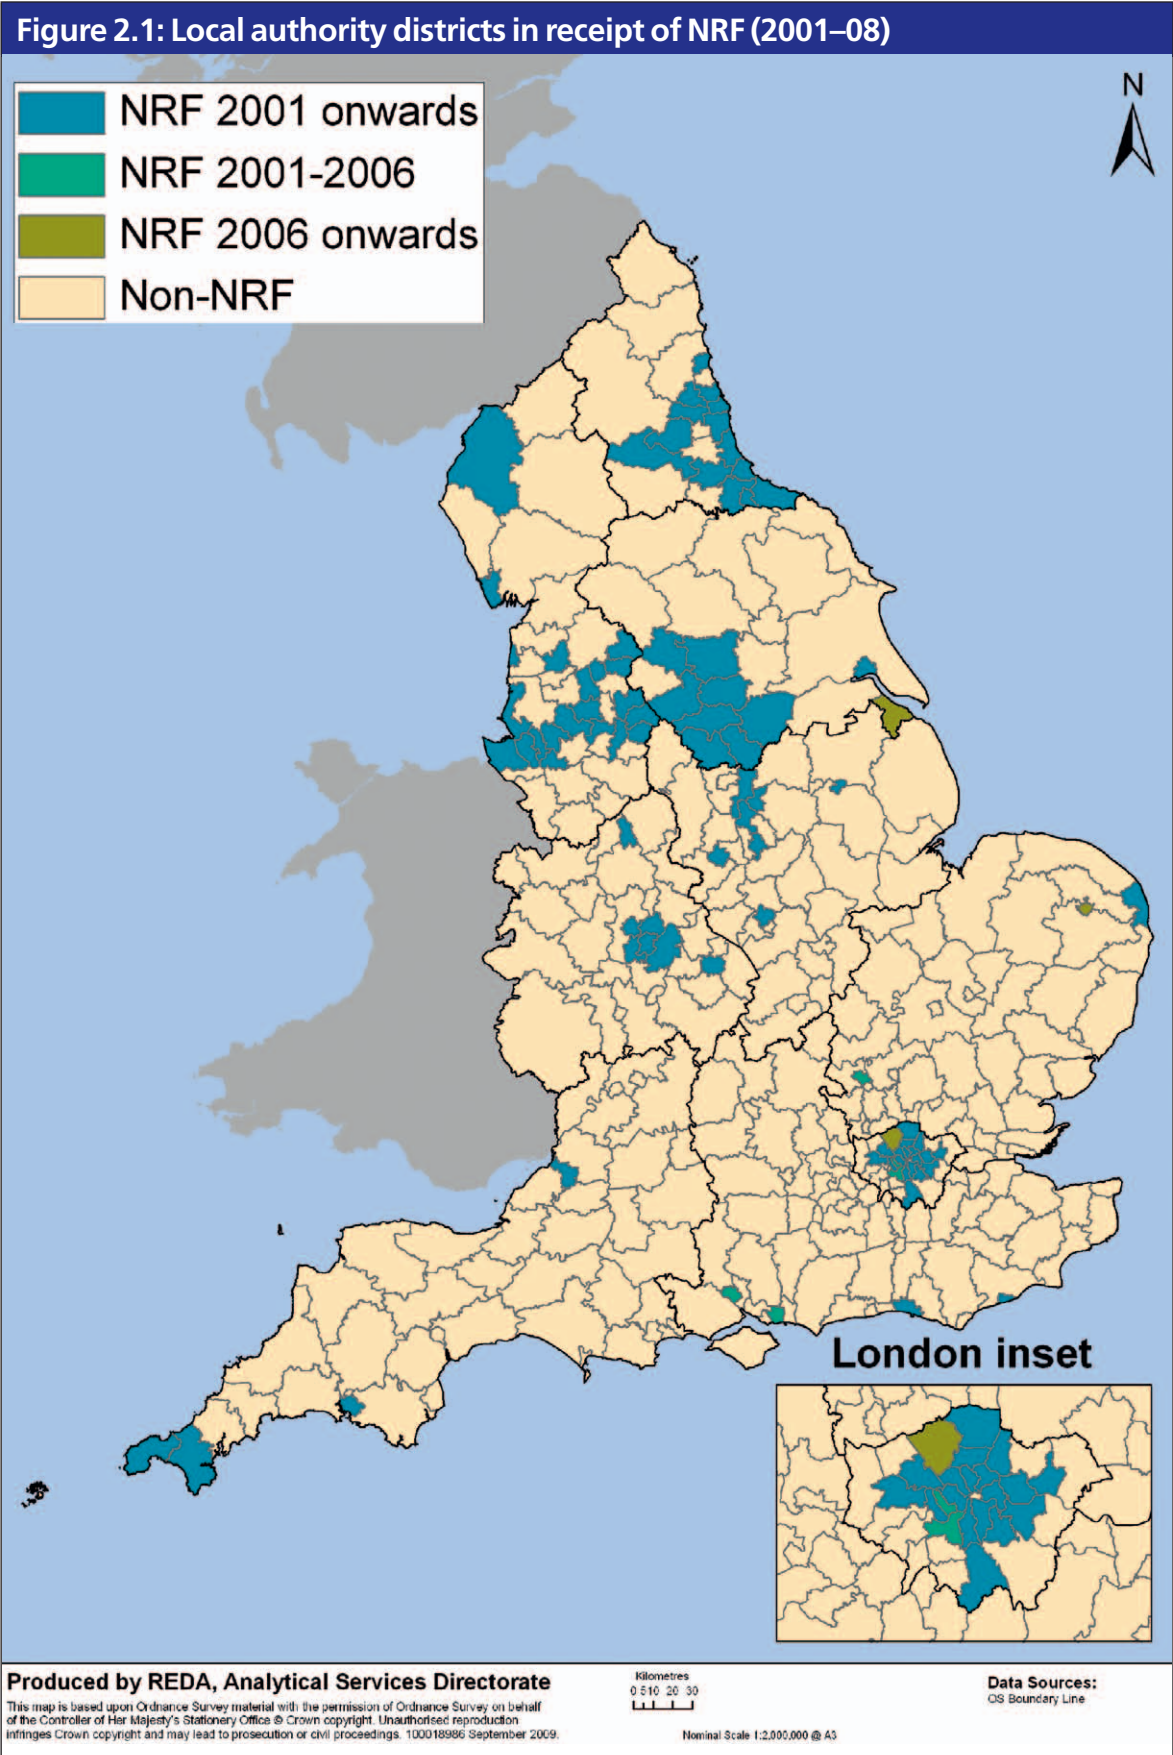 Figure 2.1: Local authority districts in receipt of NRF (2001–08)
NRF 2001 onwards
NRF 2001-2006
NRF 2006 onwards
Non-NRF
N
London inset
Produced by REDA, Analytical Services Directorate
This map is based upon Ordnance Survey material with the permission of Ordnance Survey on behalf
of the Controller of Her Majesty's Stationery Office © Crown copyright. Unauthorised reproduction
infringes Crown copyright and may lead to prosecution or civil proceedings. 100018986 September 2009.
Kilometres
0 510 20 30
Nominal Scale 1:2,000,000 @ A3
Data Sources:
OS Boundary Line